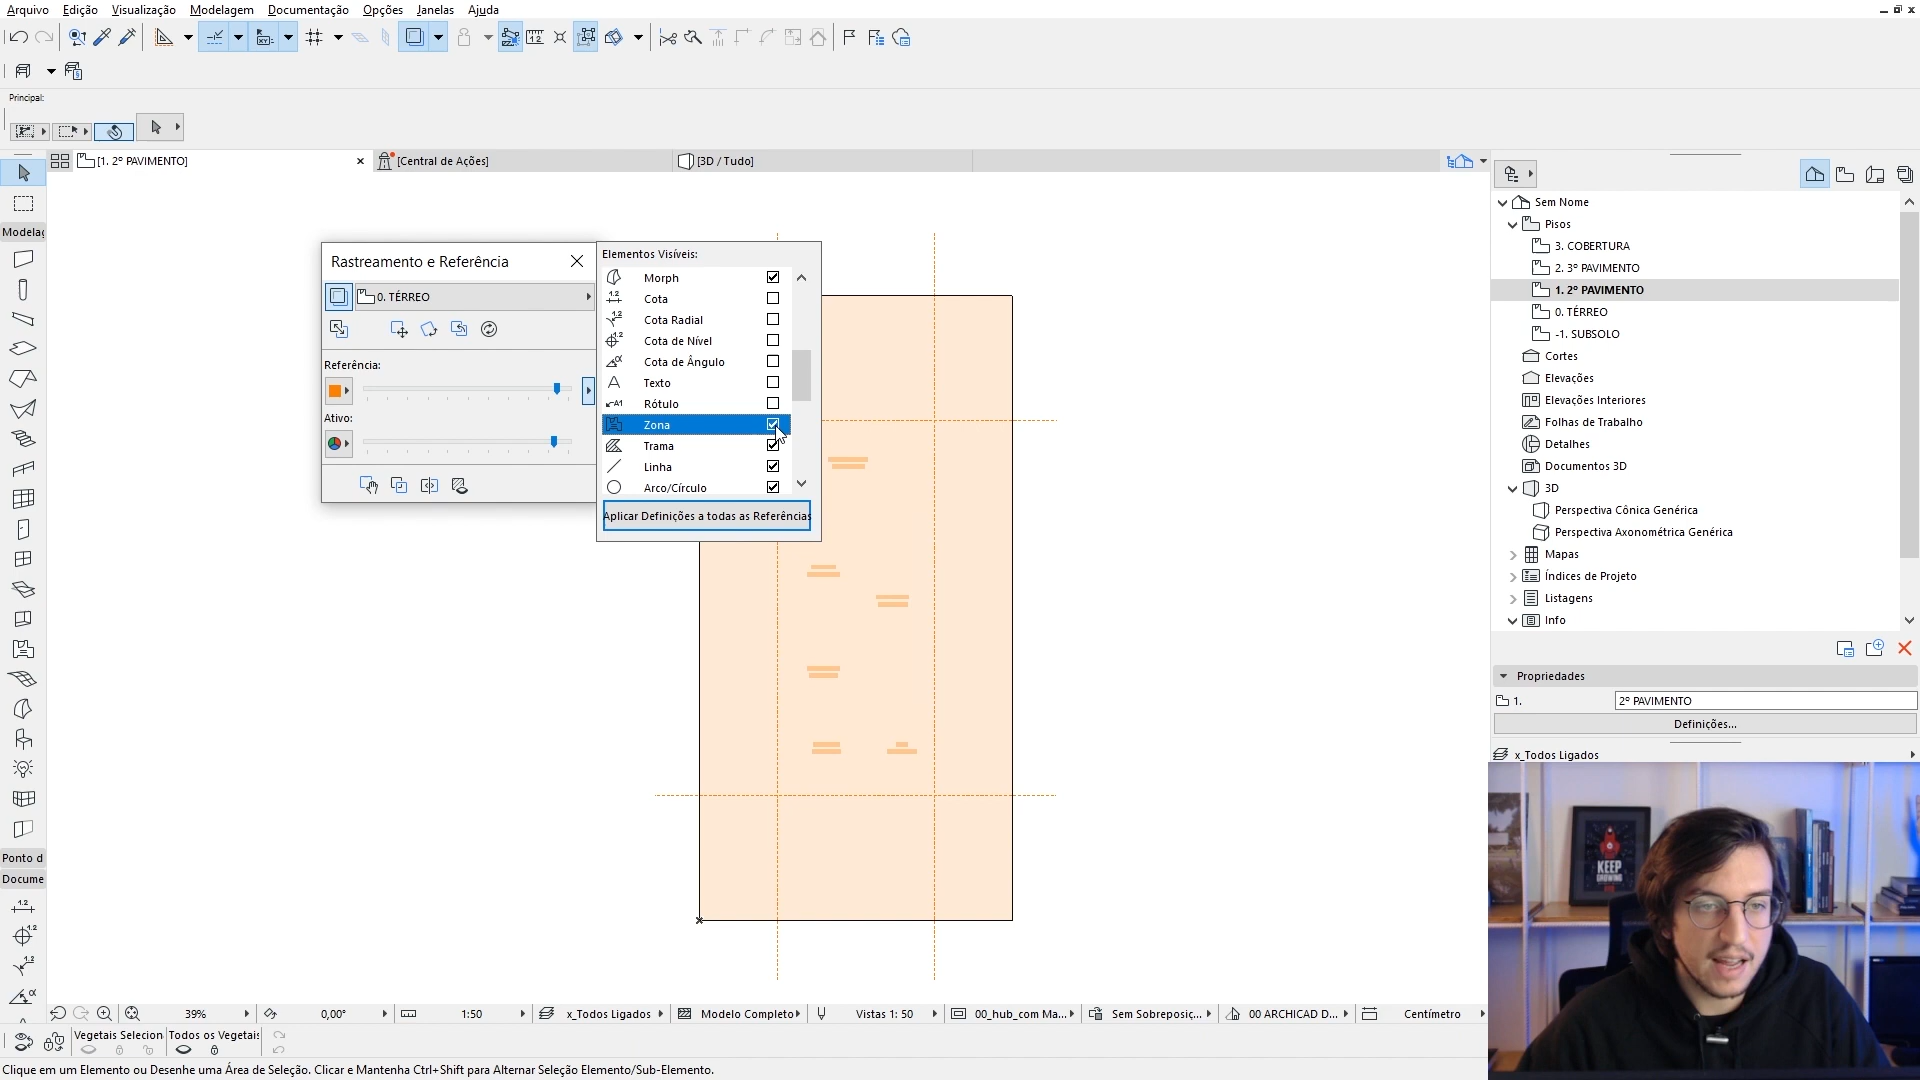 Arquivo Edição Visualização Modelagem Documentação Opções Janelas Ajuda
Principal:
[1. 2º PAVIMENTO]
[Central de Ações]
[3D / Tudo]
Modelaç
Ponto d
Docume
Rastreamento e Referência
0. TÉRREO
Referência:
Ativo:
Elementos Visíveis:
Morph
Cota
Cota Radial
Cota de Nível
Cota de Ângulo
Texto
Rótulo
Zona
Trama
Linha
Arco/Círculo
Aplicar Definições a todas as Referências
Sem Nome
Pisos
3. COBERTURA
2. 3º PAVIMENTO
1. 2º PAVIMENTO
0. TÉRREO
-1. SUBSOLO
Cortes
Elevações
Elevações Interiores
Folhas de Trabalho
Detalhes
Documentos 3D
3D
Perspectiva Cônica Genérica
Perspectiva Axonométrica Genérica
Mapas
Índices de Projeto
Listagens
Info
Propriedades
1. 2º PAVIMENTO
Definições...
x_Todos Ligados
KEEP
GROWING
39% 0,00° 1:50 x_Todos Ligados Modelo Completo Vistas 1: 50 00_hub_com Ma... Sem Sobreposiç... 00 ARCHICAD D... Centímetro
Vegetais Selecion Todos os Vegetais
Clique em um Elemento ou Desenhe uma Área de Seleção. Clicar e Mantenha Ctrl+Shift para Alternar Seleção Elemento/Sub-Elemento.